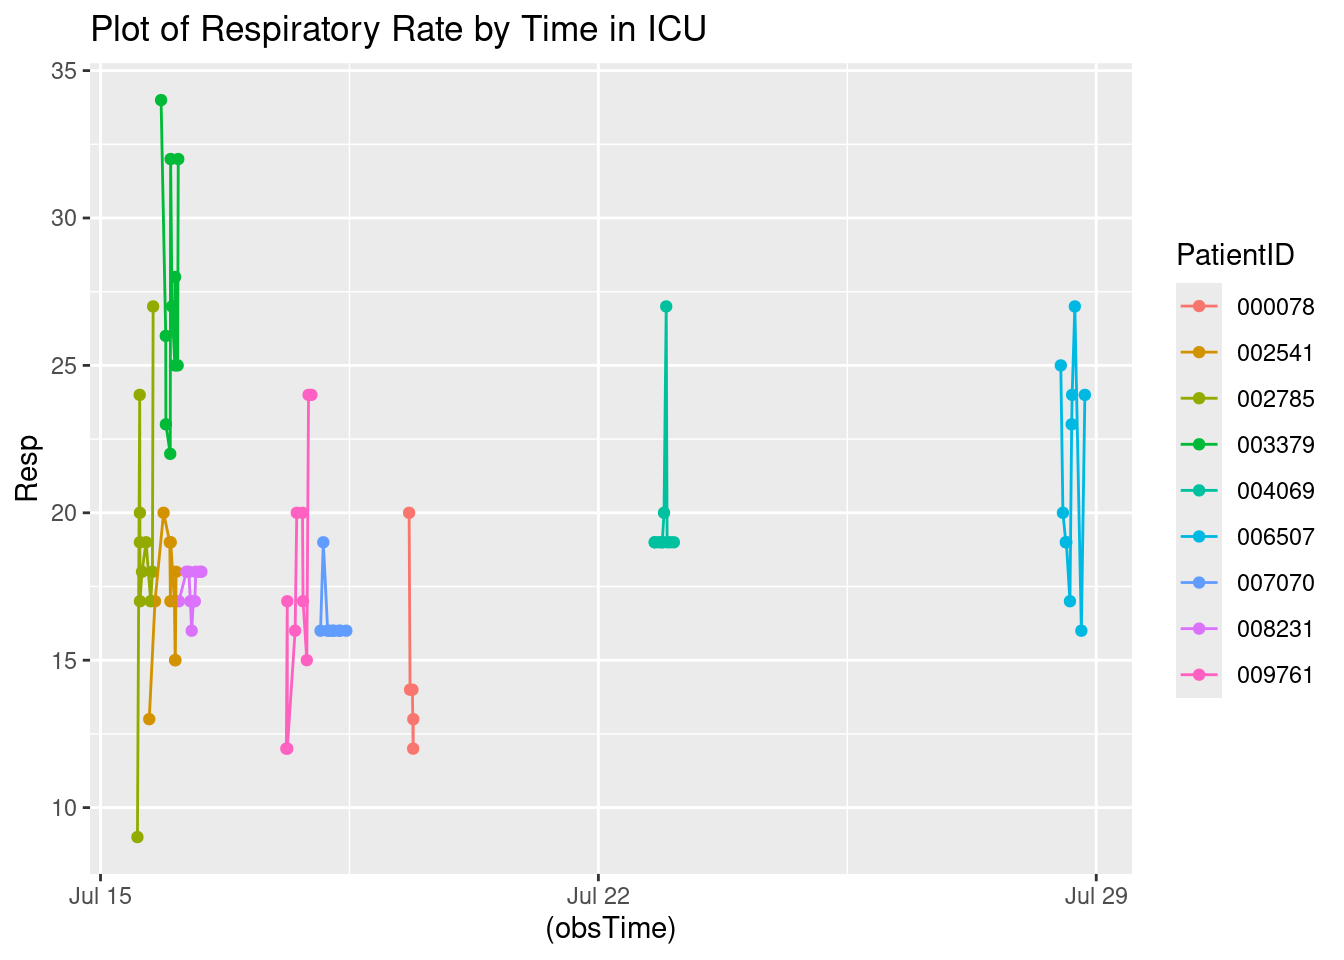 Plot of Respiratory Rate by Time in ICU
35
30
25
20
15
10
Resp
Jul 15
Jul 22
Jul 29
(obsTime)
PatientID
000078
002541
002785
003379
004069
006507
007070
008231
009761